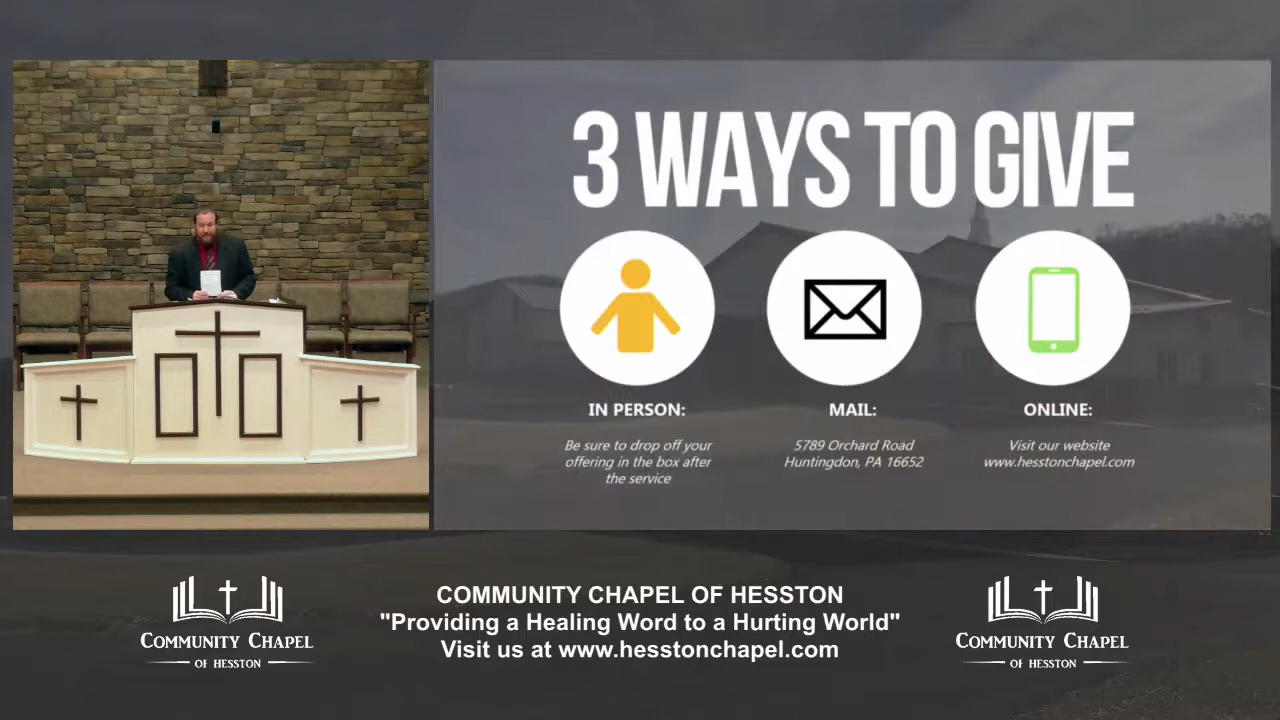 3 WAYS TO GIVE
IN PERSON:
Be sure to drop off your
offering in the box after
the service
MAIL:
5789 Orchard Road
Huntingdon, PA 16652
ONLINE:
Visit our website
www.hesstonchapel.com
COMMUNITY CHAPEL
OF HESSTON
COMMUNITY CHAPEL OF HESSTON
"Providing a Healing Word to a Hurting World"
Visit us at www.hesstonchapel.com
COMMUNITY CHAPEL
OF HESSTON